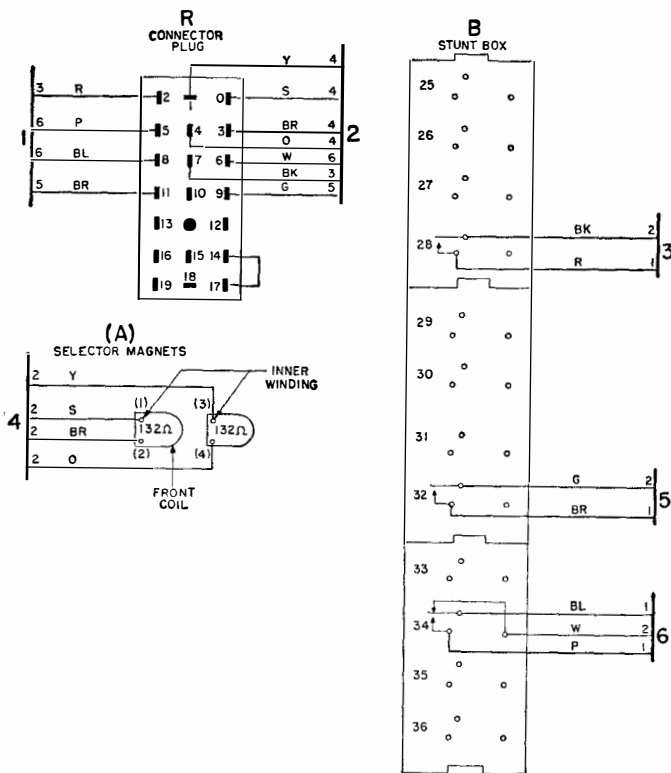 R
CONNECTOR
PLUG
Y 4
3 R 2 0 S 4
6 P 5 4 3 BR 4
O 4
1 2
6 BL 8 7 6 W 6
BK 3
5 BR 11 10 9 G 5
13 12
16 15 14
19 18 17
(A)
SELECTOR MAGNETS
2 Y
INNER
WINDING
2 S (1) (3)
4 132Ω 132Ω
2 BR (2) (4)
2 O
FRONT
COIL
B
STUNT BOX
25
26
27
28 BK 2
3
R 1
29
30
31
32 G 2
5
BR 1
33
BL 1
34 W 2 6
P 1
35
36